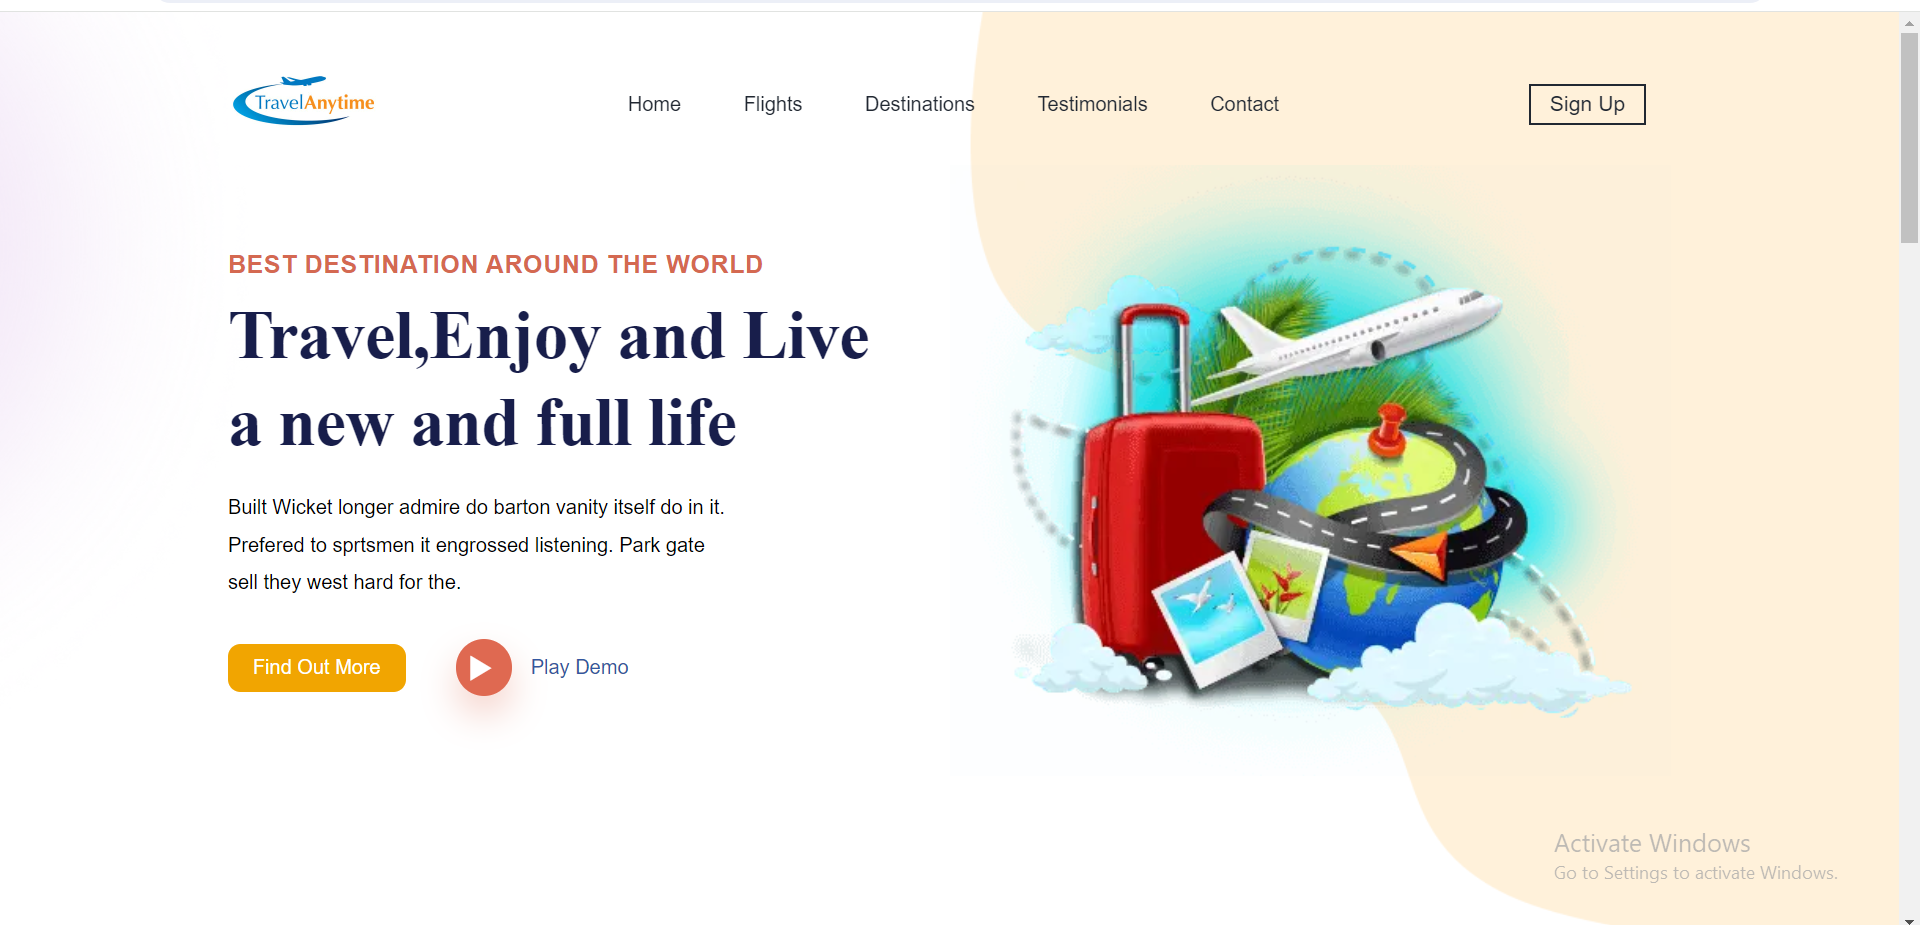 TravelAnytime
Home
Flights
Destinations
Testimonials
Contact
Sign Up
BEST DESTINATION AROUND THE WORLD
Travel,Enjoy and Live
a new and full life
Built Wicket longer admire do barton vanity itself do in it.
Prefered to sprtsmen it engrossed listening. Park gate
sell they west hard for the.
Find Out More
Play Demo
Activate Windows
Go to Settings to activate Windows.